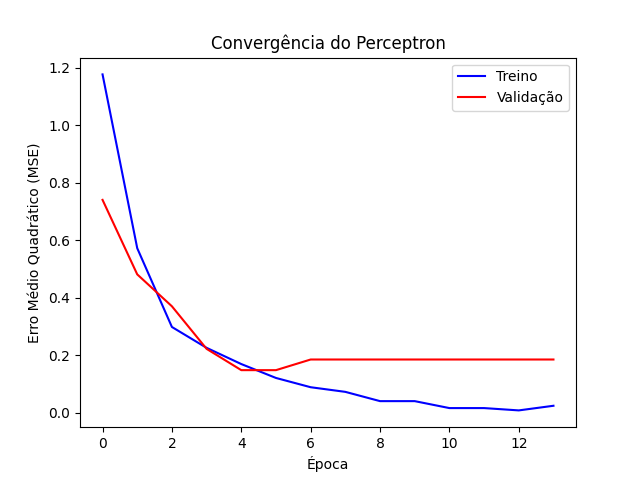 Convergência do Perceptron
Treino
Validação
Erro Médio Quadrático (MSE)
1.2
1.0
0.8
0.6
0.4
0.2
0.0
0 2 4 6 8 10 12
Época